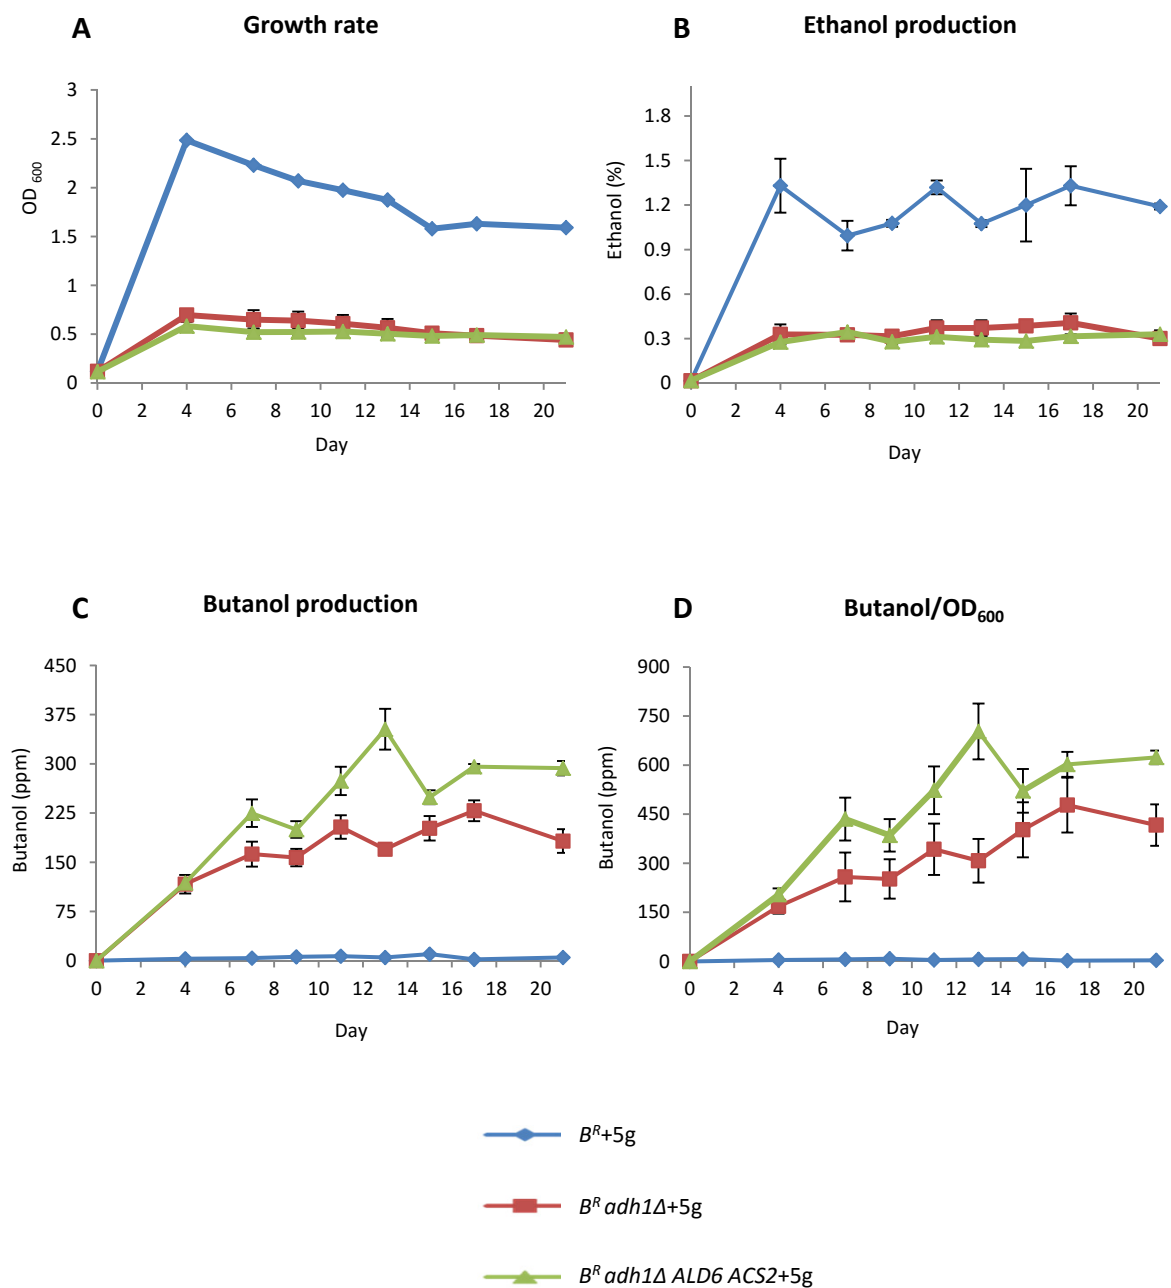 A Growth rate
3
2.5
2
1.5
1
0.5
0
OD 600
0 2 4 6 8 10 12 14 16 18 20
Day
B Ethanol production
1.8
1.5
1.2
0.9
0.6
0.3
0
Ethanol (%)
0 2 4 6 8 10 12 14 16 18 20
Day
C Butanol production
450
375
300
225
150
75
0
Butanol (ppm)
0 2 4 6 8 10 12 14 16 18 20
Day
D Butanol/OD600
900
750
600
450
300
150
0
Butanol (ppm)
0 2 4 6 8 10 12 14 16 18 20
Day
B^R+5g
B^R adh1Δ+5g
B^R adh1Δ ALD6 ACS2+5g